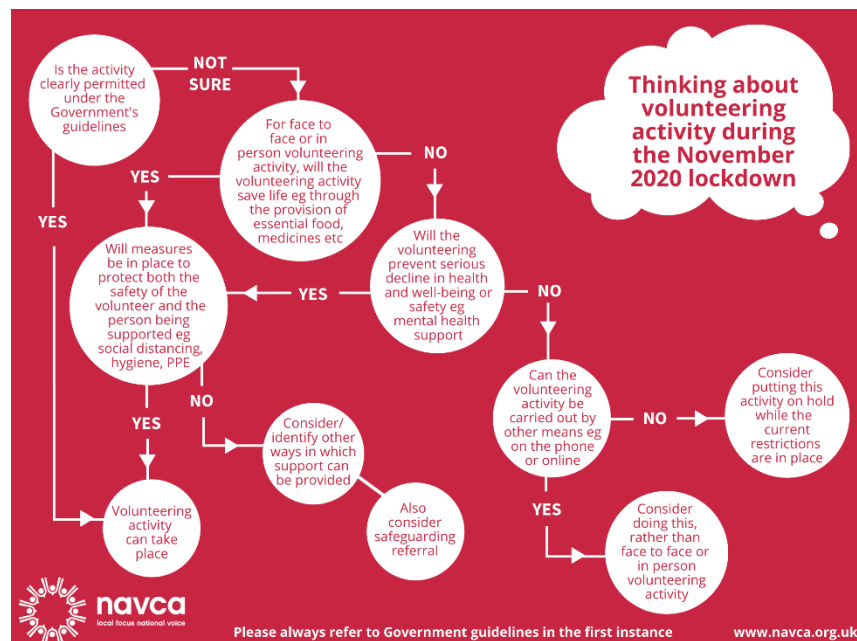 Thinking about
volunteering
activity during
the November
2020 lockdown
Is the activity
clearly permitted
under the
Government's
guidelines
NOT
SURE
YES
For face to
face or in
person volunteering
activity, will the
volunteering activity
save life eg through
the provision of
essential food,
medicines etc
YES
NO
Will measures
be in place to
protect both the
safety of the
volunteer and the
person being
supported eg
social distancing,
hygiene, PPE
YES
NO
Will the
volunteering
prevent serious
decline in health
and well-being or
safety eg
mental health
support
YES
NO
Can the
volunteering
activity be
carried out by
other means eg
on the phone
or online
NO
YES
Consider
putting this
activity on hold
while the
current
restrictions
are in place
Consider/
identify other
ways in which
support can
be provided
Also
consider
safeguarding
referral
Volunteering
activity
can take
place
Consider
doing this,
rather than
face to face or
in person
volunteering
activity
navca
local focus national voice
Please always refer to Government guidelines in the first instance
www.navca.org.uk